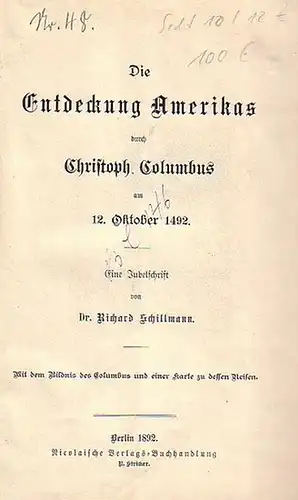 Nr. 48.
100 €
Die
Entdeckung Amerikas
durch
Christoph Columbus
am
12. Oktober 1492.
Eine Jubelschrift
von
Dr. Richard Schillmann.
Mit dem Bildnis des Columbus und einer Karte zu dessen Reisen.
Berlin 1892.
Nicolaische Verlags-Buchhandlung
R. Stricker.